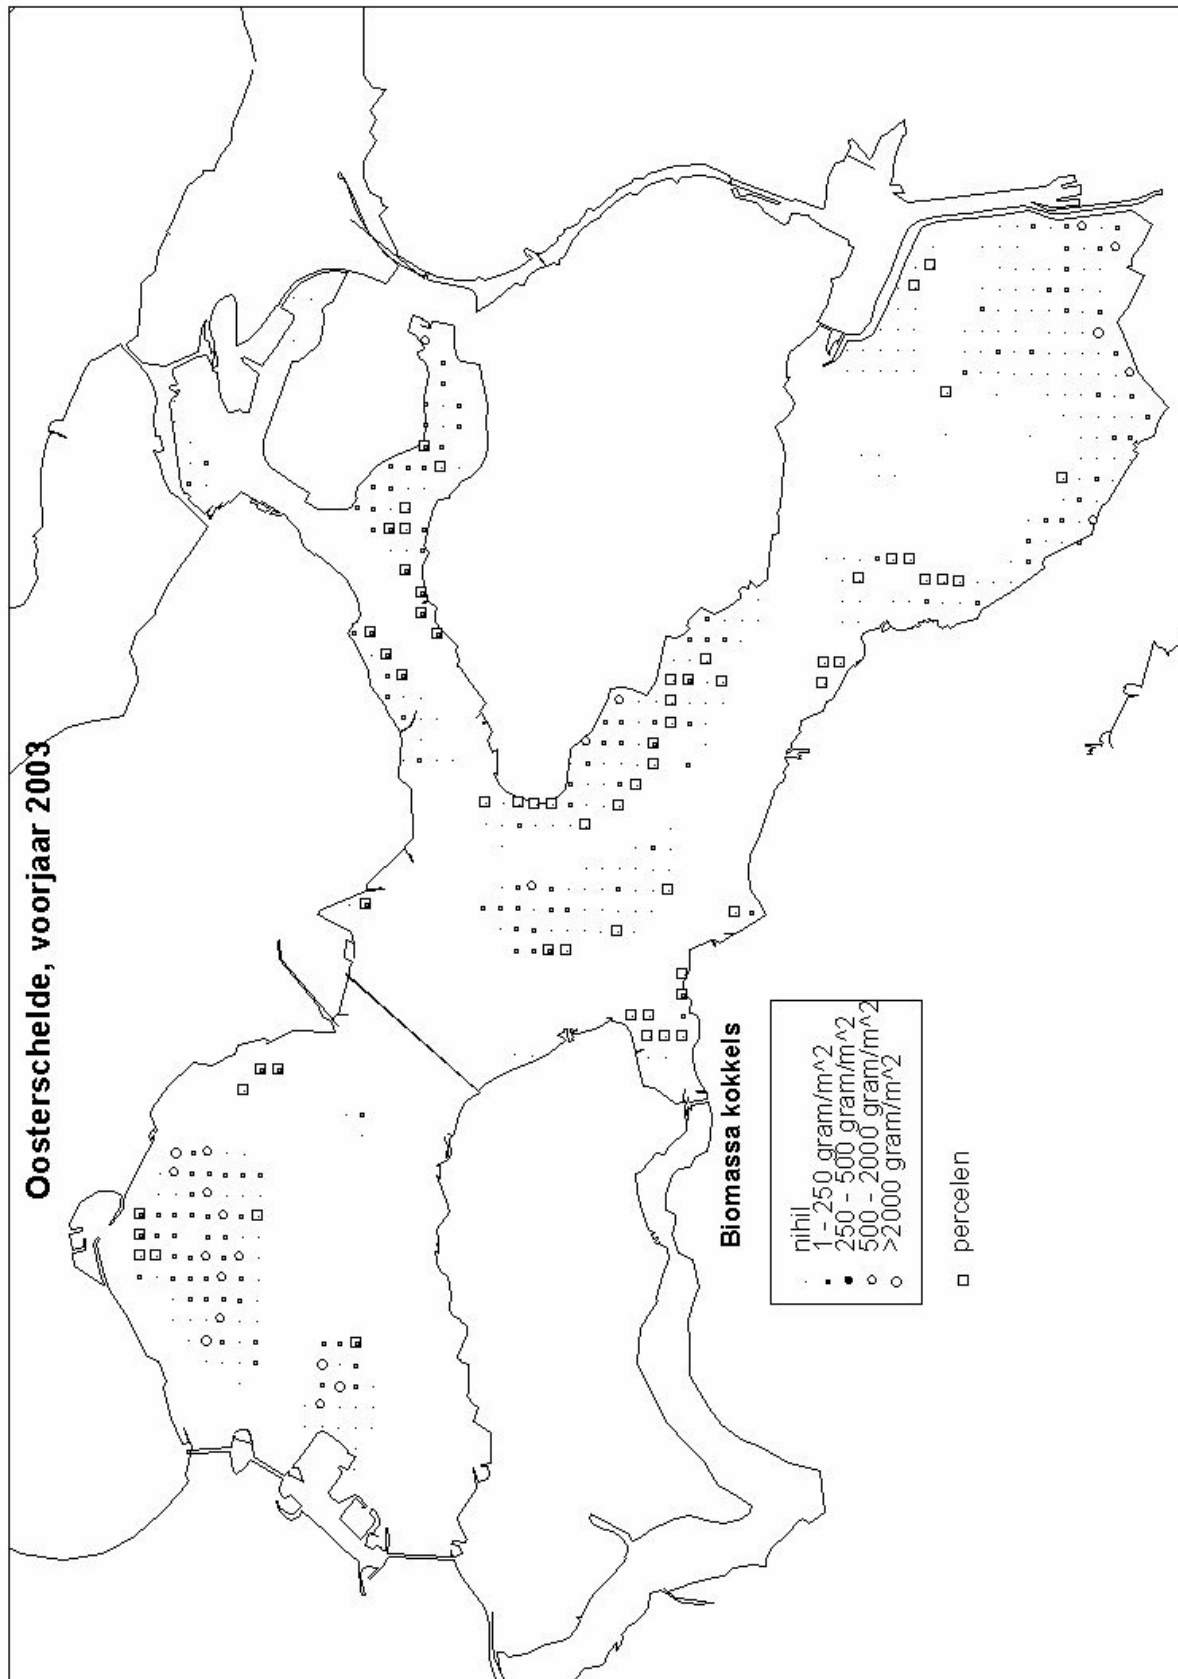 Oosterschelde, voorjaar 2003
Biomassa kokkels
nihil
1 - 250 gram/m^2
250 - 500 gram/m^2
500 - 2000 gram/m^2
>2000 gram/m^2
percelen